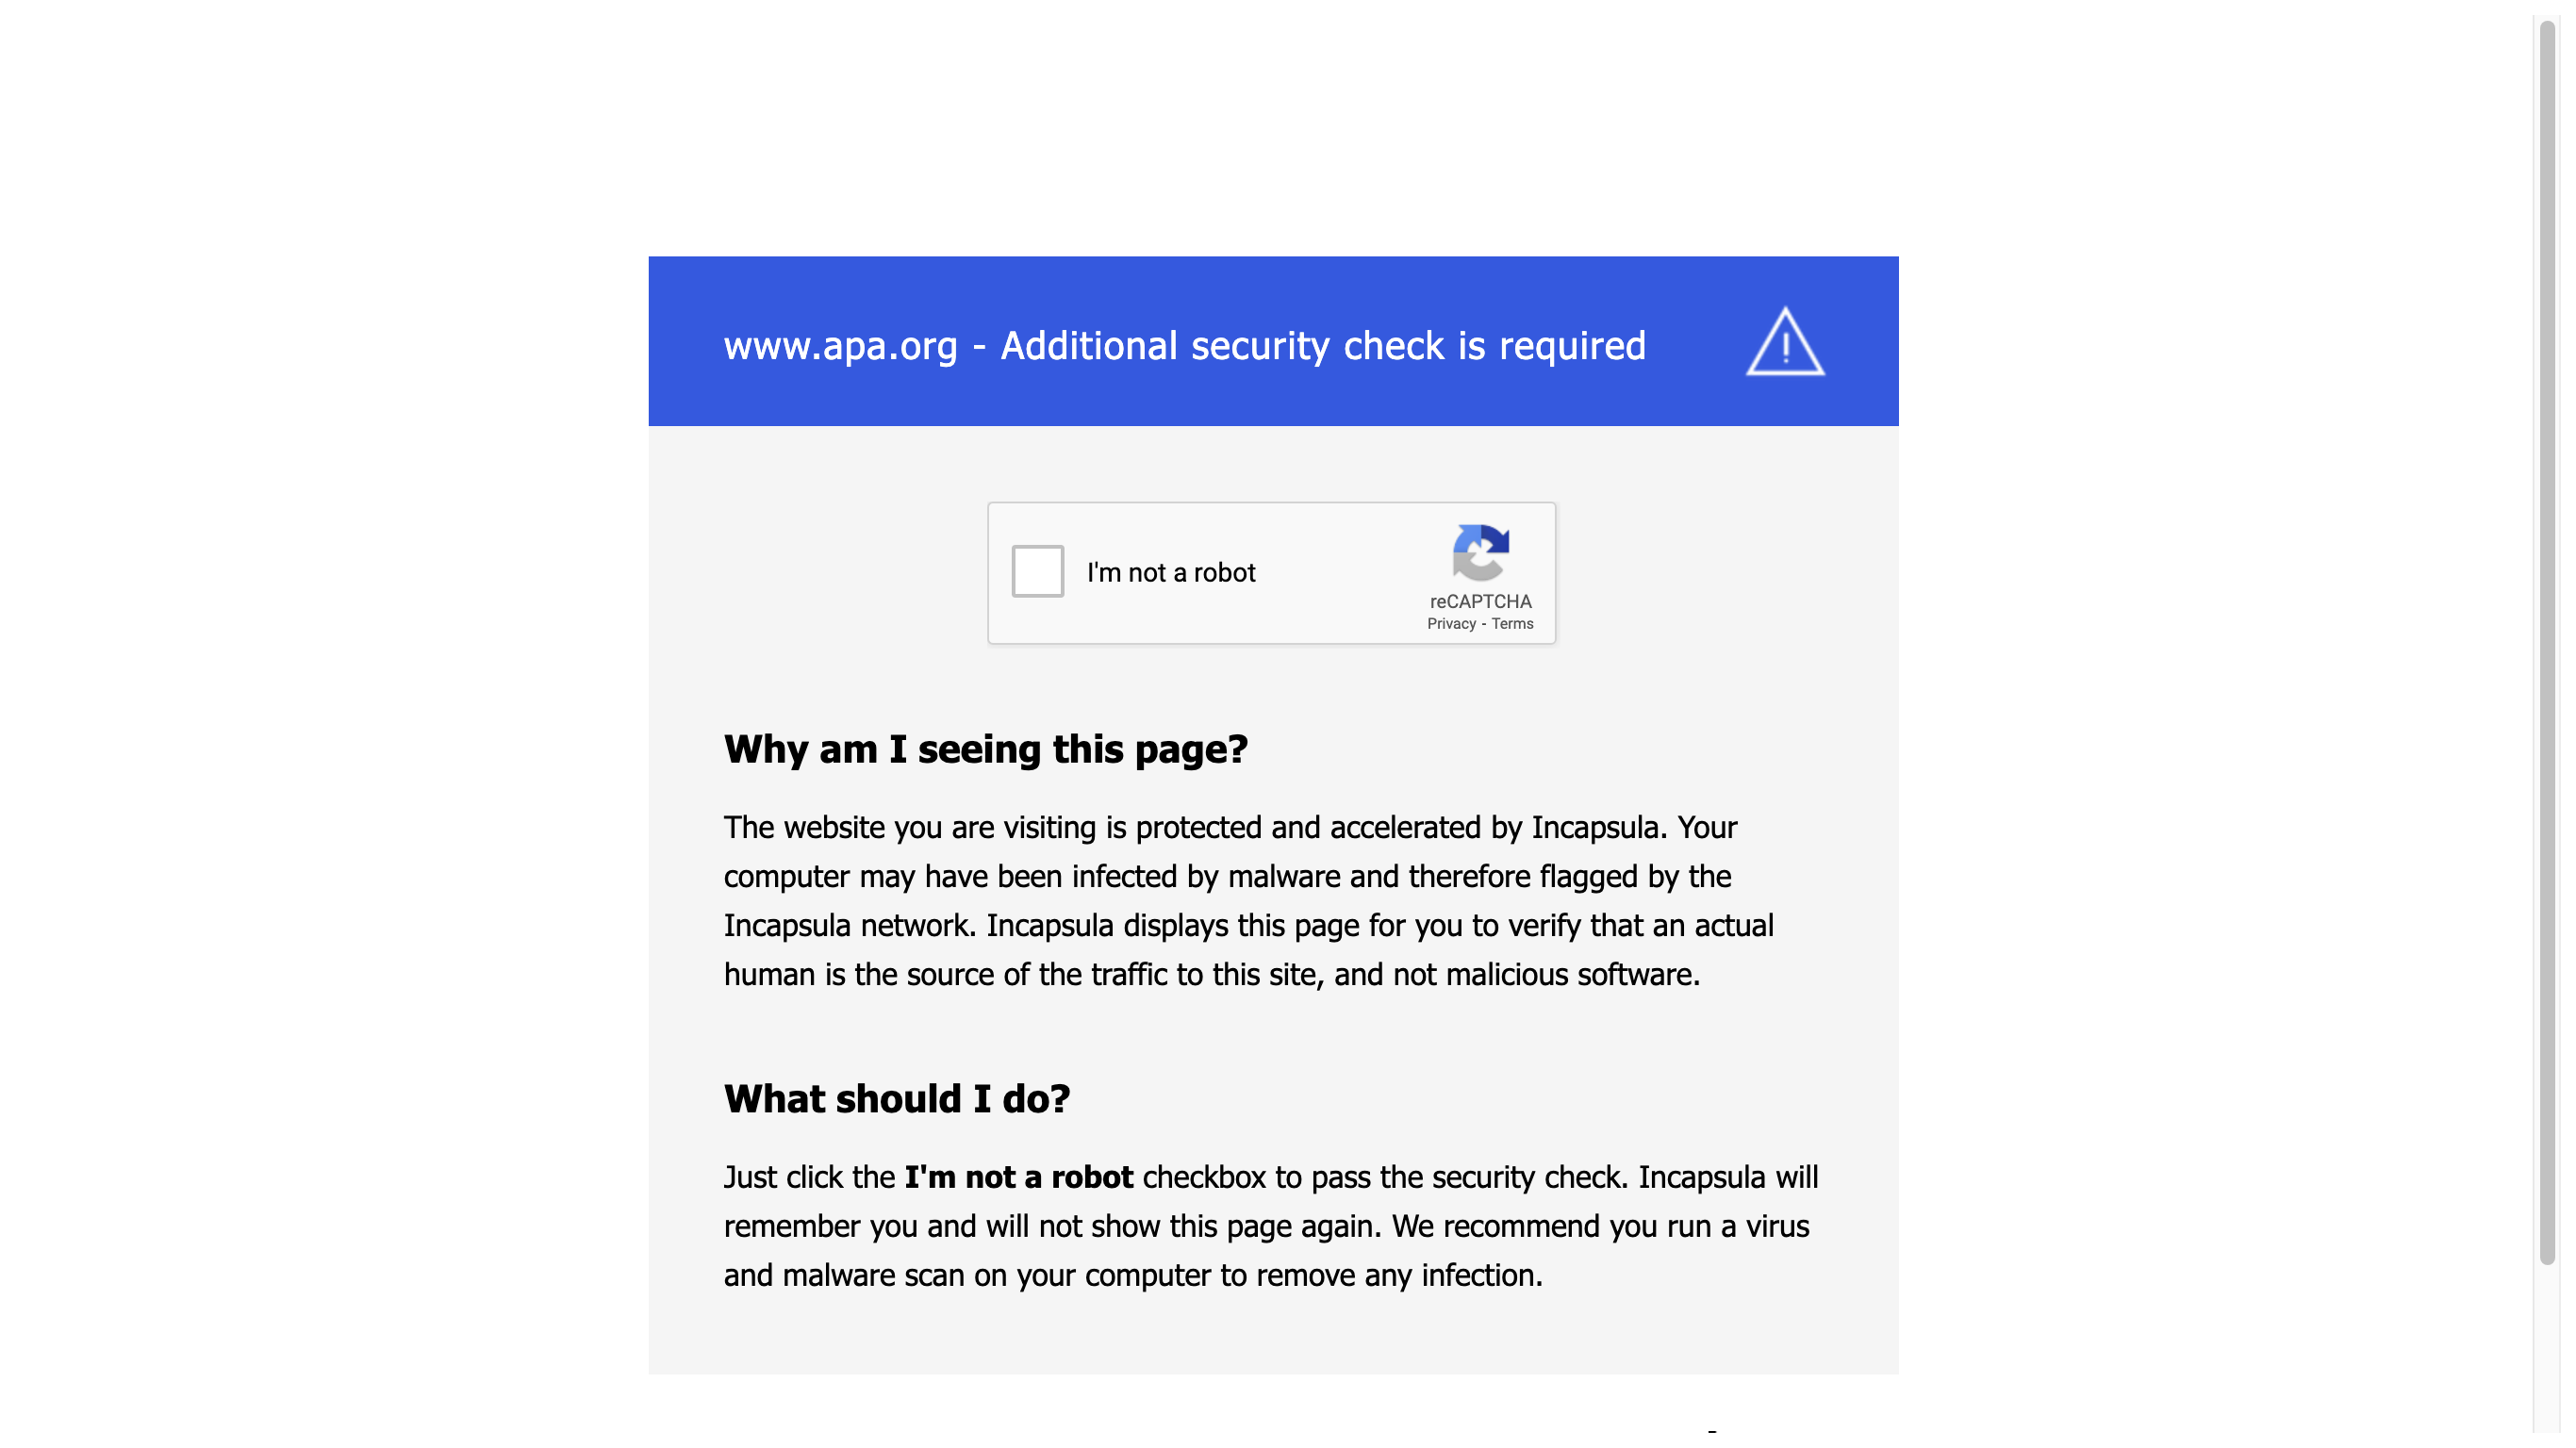 www.apa.org - Additional security check is required
I'm not a robot
reCAPTCHA
Privacy - Terms
Why am I seeing this page?
The website you are visiting is protected and accelerated by Incapsula. Your
computer may have been infected by malware and therefore flagged by the
Incapsula network. Incapsula displays this page for you to verify that an actual
human is the source of the traffic to this site, and not malicious software.
What should I do?
Just click the I'm not a robot checkbox to pass the security check. Incapsula will
remember you and will not show this page again. We recommend you run a virus
and malware scan on your computer to remove any infection.